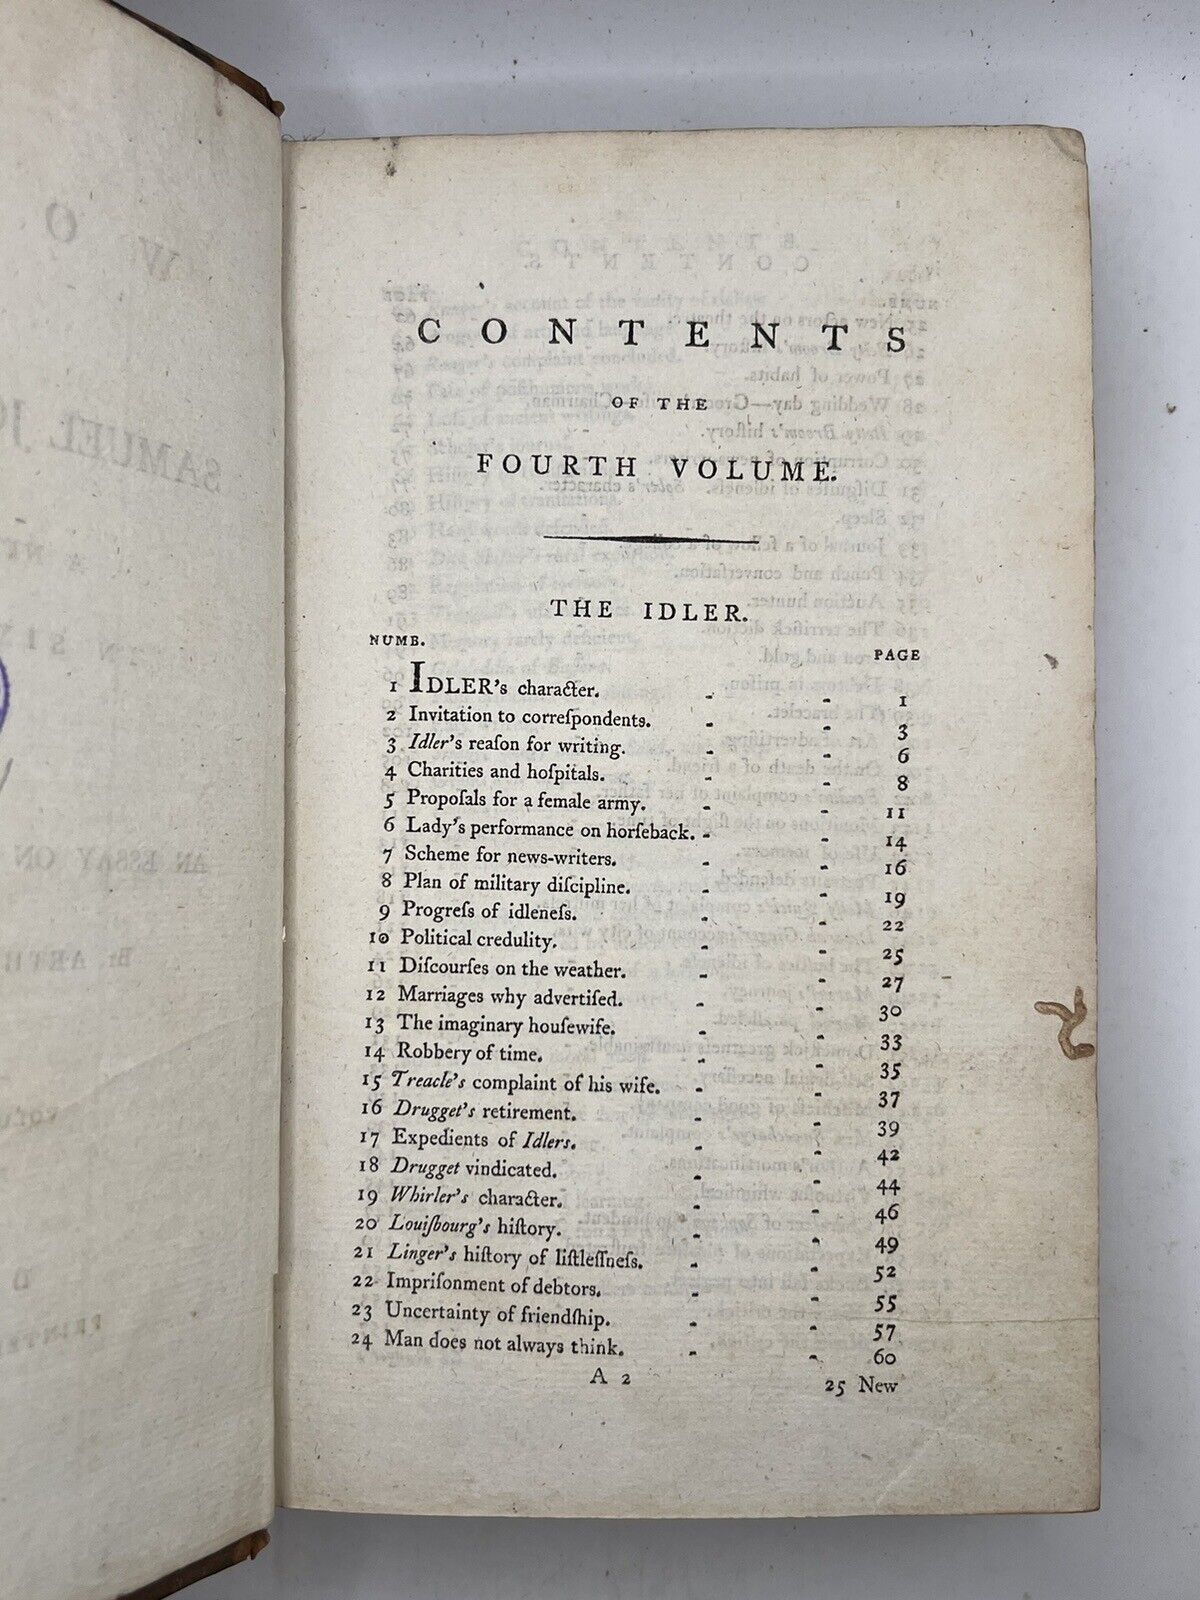 CONTENTS
OF THE
FOURTH VOLUME.
THE IDLER.
NUMB. PAGE
1 IDLER's character. - - 1
2 Invitation to correſpondents. - - 3
3 Idler's reaſon for writing. - - 6
4 Charities and hoſpitals. - - 8
5 Propoſals for a female army. - - 11
6 Lady's performance on horſeback. - - 14
7 Scheme for news-writers. - - 16
8 Plan of military diſcipline. - - 19
9 Progreſs of idleneſs. - - 22
10 Political credulity. - - 25
11 Diſcourſes on the weather. - - 27
12 Marriages why advertiſed. - - 30
13 The imaginary houſewife. - - 33
14 Robbery of time. - - 35
15 Treacle's complaint of his wife. - - 37
16 Drugget's retirement. - - 39
17 Expedients of Idlers. - - 42
18 Drugget vindicated. - - 44
19 Whirler's character. - - 46
20 Louiſbourg's hiſtory. - - 49
21 Linger's hiſtory of liſtleſſneſs. - - 52
22 Impriſonment of debtors. - - 55
23 Uncertainty of friendſhip. - - 57
24 Man does not always think. - - 60
A 2 25 New